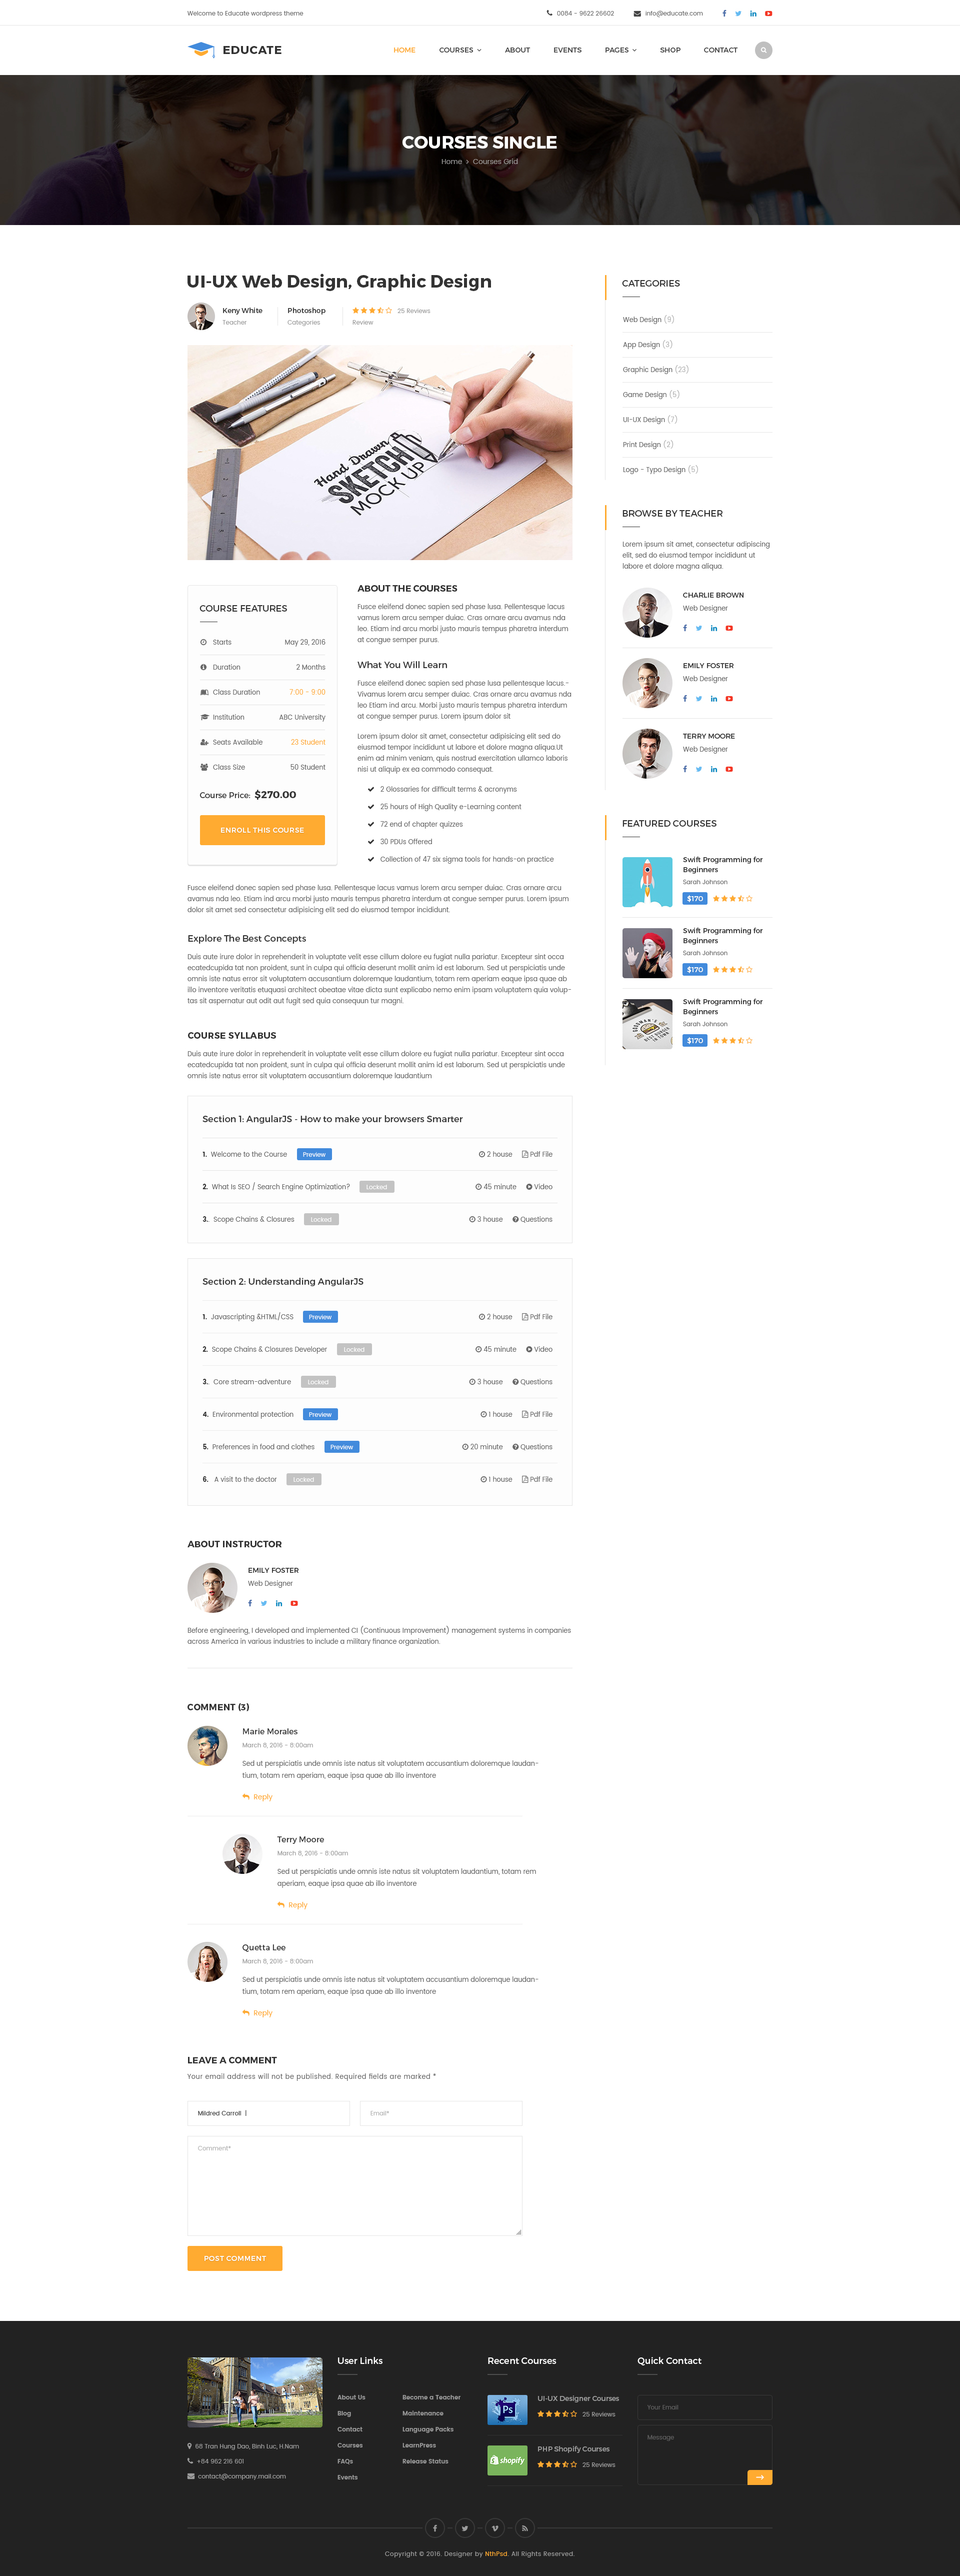 Welcome to Educate wordpress theme
0084 - 9622 26602
info@educate.com
EDUCATE
HOME
COURSES
ABOUT
EVENTS
PAGES
SHOP
CONTACT
COURSES SINGLE
Home
Courses Grid
UI-UX Web Design, Graphic Design
Keny White
Teacher
Photoshop
Categories
25 Reviews
Review
Hand Drawn
SKETCH
MOCK UP
COURSE FEATURES
Starts May 29, 2016
Duration 2 Months
Class Duration 7:00 - 9:00
Institution ABC University
Seats Available 23 Student
Class Size 50 Student
Course Price: $270.00
ENROLL THIS COURSE
ABOUT THE COURSES
Fusce eleifend donec sapien sed phase lusa. Pellentesque lacus
vamus lorem arcu semper duiac. Cras ornare arcu avamus nda
leo. Etiam ind arcu morbi justo mauris tempus pharetra interdum
at congue semper purus.
What You Will Learn
Fusce eleifend donec sapien sed phase lusa pellentesque lacus.-
Vivamus lorem arcu semper duiac. Cras ornare arcu avamus nda
leo Etiam ind arcu. Morbi justo mauris tempus pharetra interdum
at congue semper purus. Lorem ipsum dolor sit
Lorem ipsum dolor sit amet, consectetur adipisicing elit sed do
eiusmod tempor incididunt ut labore et dolore magna aliqua.Ut
enim ad minim veniam, quis nostrud exercitation ullamco laboris
nisi ut aliquip ex ea commodo consequat.
2 Glossaries for difficult terms & acronyms
25 hours of High Quality e-Learning content
72 end of chapter quizzes
30 PDUs Offered
Collection of 47 six sigma tools for hands-on practice
Fusce eleifend donec sapien sed phase lusa. Pellentesque lacus vamus lorem arcu semper duiac. Cras ornare arcu
avamus nda leo. Etiam ind arcu morbi justo mauris tempus pharetra interdum at congue semper purus. Lorem ipsum
dolor sit amet sed consectetur adipisicing elit sed do eiusmod tempor incididunt.
Explore The Best Concepts
Duis aute irure dolor in reprehenderit in voluptate velit esse cillum dolore eu fugiat nulla pariatur. Excepteur sint occa
ecatedcupidta tat non proident, sunt in culpa qui officia deserunt mollit anim id est laborum. Sed ut perspiciatis unde
omnis iste natus error sit voluptatem accusantium doloremque laudantium, totam rem aperiam eaque ipsa quae ab
illo inventore veritatis etuquasi architect obeatae vitae dicta sunt explicabo nemo enim ipsam voluptatem quia volup-
tas sit aspernatur aut odit aut fugit sed quia consequun tur magni.
COURSE SYLLABUS
Duis aute irure dolor in reprehenderit in voluptate velit esse cillum dolore eu fugiat nulla pariatur. Excepteur sint occa
ecatedcupidta tat non proident, sunt in culpa qui officia deserunt mollit anim id est laborum. Sed ut perspiciatis unde
omnis iste natus error sit voluptatem accusantium doloremque laudantium
Section 1: AngularJS - How to make your browsers Smarter
1. Welcome to the Course Preview 2 house Pdf File
2. What is SEO / Search Engine Optimization? Locked 45 minute Video
3. Scope Chains & Closures Locked 3 house Questions
Section 2: Understanding AngularJS
1. Javascripting &HTML/CSS Preview 2 house Pdf File
2. Scope Chains & Closures Developer Locked 45 minute Video
3. Core stream-adventure Locked 3 house Questions
4. Environmental protection Preview 1 house Pdf File
5. Preferences in food and clothes Preview 20 minute Questions
6. A visit to the doctor Locked 1 house Pdf File
ABOUT INSTRUCTOR
EMILY FOSTER
Web Designer
Before engineering, I developed and implemented CI (Continuous Improvement) management systems in companies
across America in various industries to include a military finance organization.
COMMENT (3)
Marie Morales
March 8, 2016 - 8:00am
Sed ut perspiciatis unde omnis iste natus sit voluptatem accusantium doloremque laudan-
tium, totam rem aperiam, eaque ipsa quae ab illo inventore
Reply
Terry Moore
March 8, 2016 - 8:00am
Sed ut perspiciatis unde omnis iste natus sit voluptatem laudantium, totam rem
aperiam, eaque ipsa quae ab illo inventore
Reply
Quetta Lee
March 8, 2016 - 8:00am
Sed ut perspiciatis unde omnis iste natus sit voluptatem accusantium doloremque laudan-
tium, totam rem aperiam, eaque ipsa quae ab illo inventore
Reply
LEAVE A COMMENT
Your email address will not be published. Required fields are marked *
Mildred Carroll |
Email*
Comment*
POST COMMENT
CATEGORIES
Web Design (9)
App Design (3)
Graphic Design (23)
Game Design (5)
UI-UX Design (7)
Print Design (2)
Logo - Typo Design (5)
BROWSE BY TEACHER
Lorem ipsum sit amet, consectetur adipisicing
elit, sed do eiusmod tempor incididunt ut
labore et dolore magna aliqua.
CHARLIE BROWN
Web Designer
EMILY FOSTER
Web Designer
TERRY MOORE
Web Designer
FEATURED COURSES
Swift Programming for
Beginners
Sarah Johnson
$170
Swift Programming for
Beginners
Sarah Johnson
$170
Swift Programming for
Beginners
Sarah Johnson
$170
68 Tran Hung Dao, Binh Luc, H.Nam
+84 962 216 601
contact@company.mail.com
User Links
About Us
Blog
Contact
Courses
FAQs
Events
Become a Teacher
Maintenance
Language Packs
LearnPress
Release Status
Recent Courses
Ps
UI-UX Designer Courses
25 Reviews
shopify
PHP Shopify Courses
25 Reviews
Quick Contact
Your Email
Message
Copyright © 2016. Designer by NthPsd. All Rights Reserved.